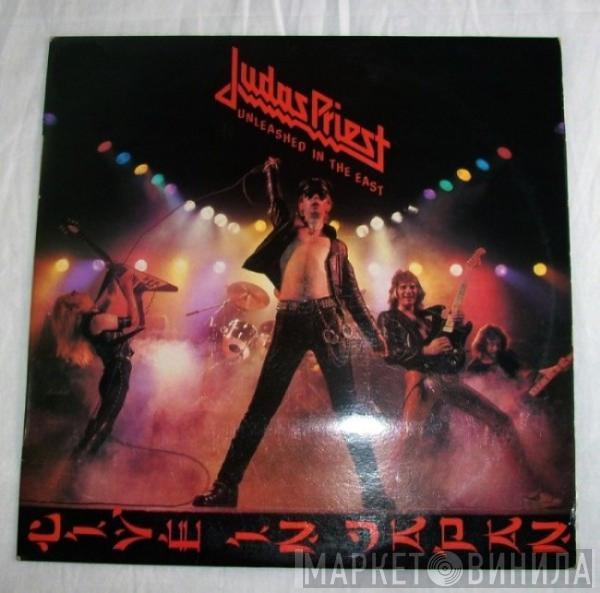 Judas Priest
UNLEASHED IN THE EAST
LIVE IN JAPAN
МАРКЕТ ВИНИЛА